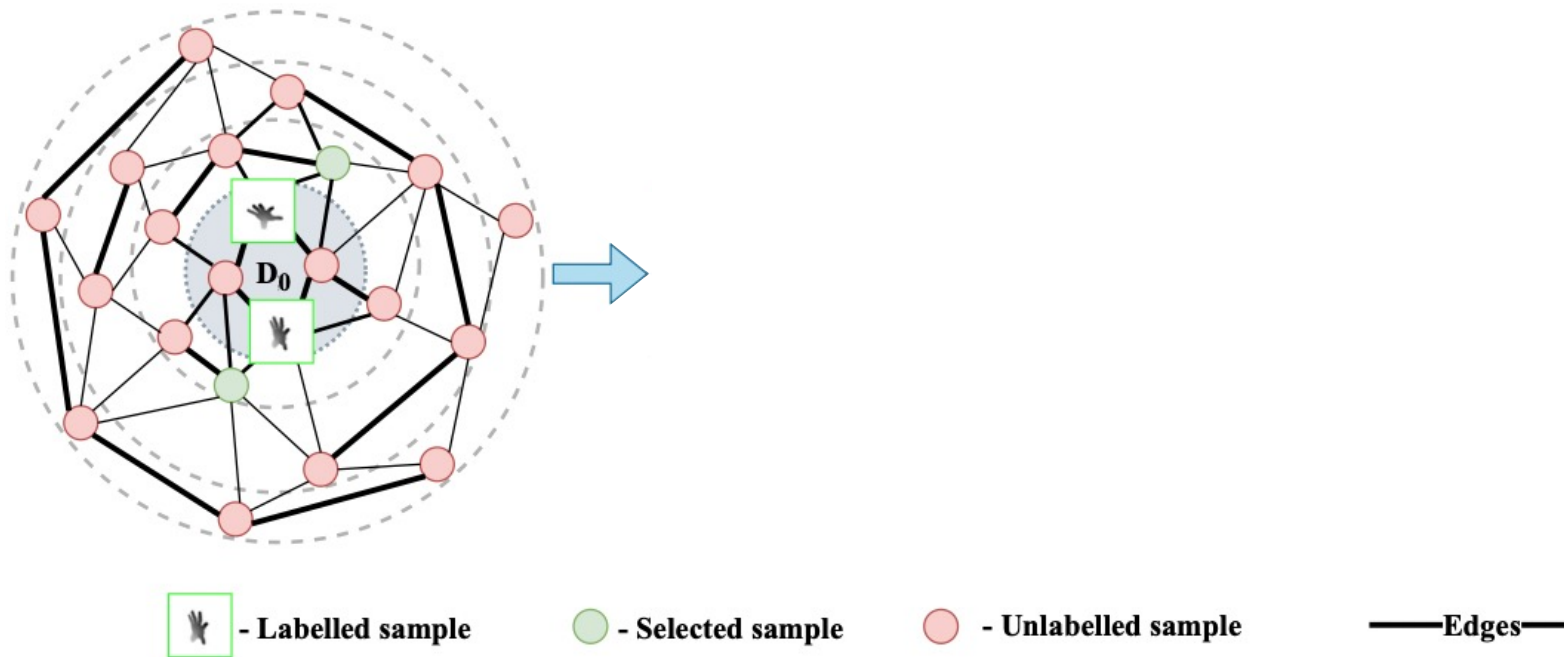 D₀
- Labelled sample
- Selected sample
- Unlabelled sample
Edges